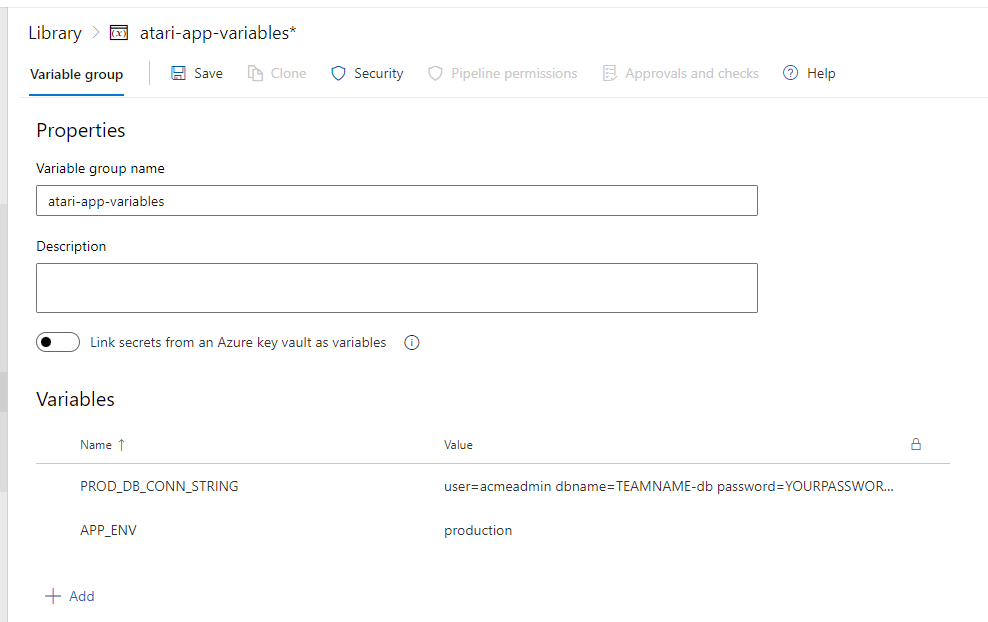 Library > atari-app-variables*
Variable group Save Clone Security Pipeline permissions Approvals and checks Help
Properties
Variable group name
atari-app-variables
Description
Link secrets from an Azure key vault as variables
Variables
Name ↑ Value
PROD_DB_CONN_STRING user=acmeadmin dbname=TEAMNAME-db password=YOURPASSWOR...
APP_ENV production
+ Add